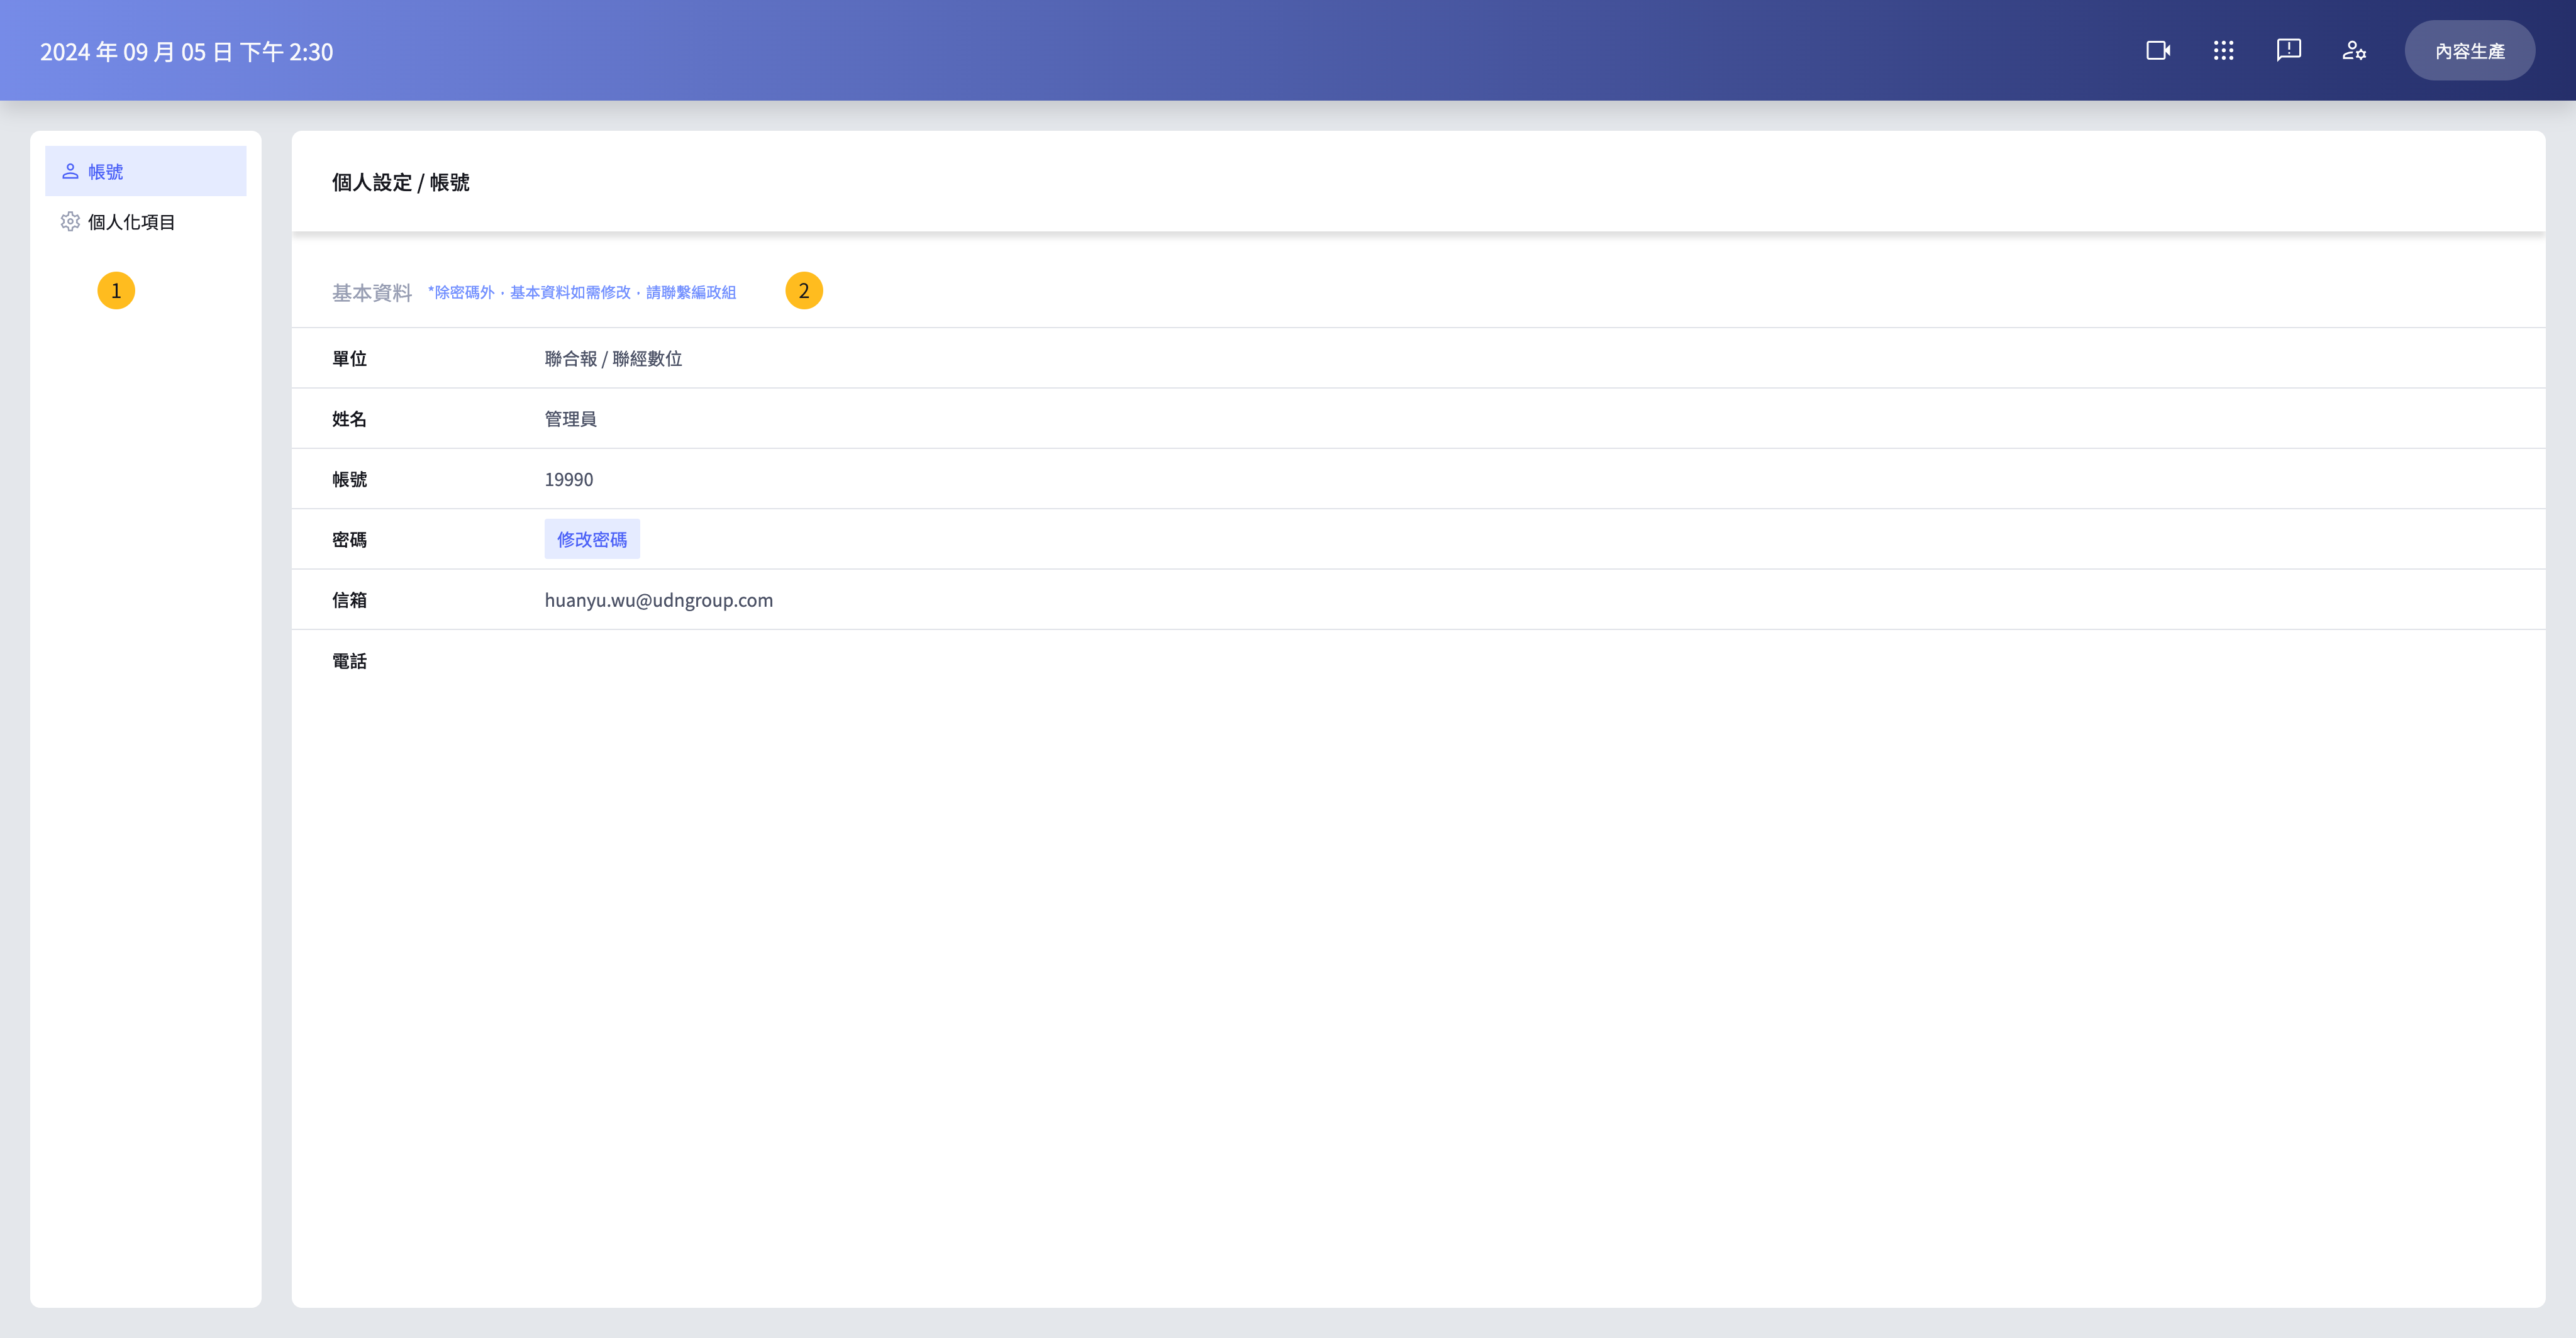 2024 年 09 月 05 日 下午 2:30
內容生產
帳號
個人化項目
1
個人設定 / 帳號
基本資料 *除密碼外，基本資料如需修改，請聯繫編政組
2
單位 聯合報 / 聯經數位
姓名 管理員
帳號 19990
密碼 修改密碼
信箱 huanyu.wu@udngroup.com
電話